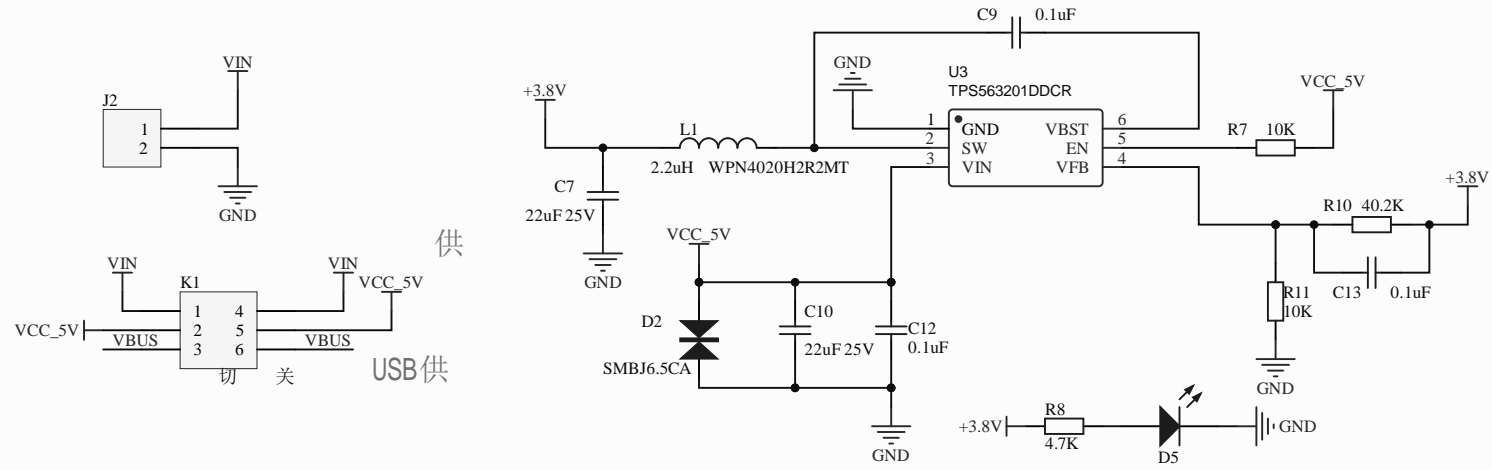 J2
VIN
1
2
GND
供
VIN
VIN
K1
VCC_5V
VCC_5V
VBUS
VBUS
1
2
3
4
5
6
切 关
USB供
C9 0.1uF
GND
U3
TPS563201DDCR
+3.8V
L1
2.2uH WPN4020H2R2MT
C7
22uF 25V
GND
1 GND VBST 6
2 SW EN 5
3 VIN VFB 4
VCC_5V
R7 10K
+3.8V
R10 40.2K
C13 0.1uF
R11
10K
GND
VCC_5V
D2
SMBJ6.5CA
C10
22uF 25V
C12
0.1uF
GND
+3.8V
R8
4.7K
D5
GND